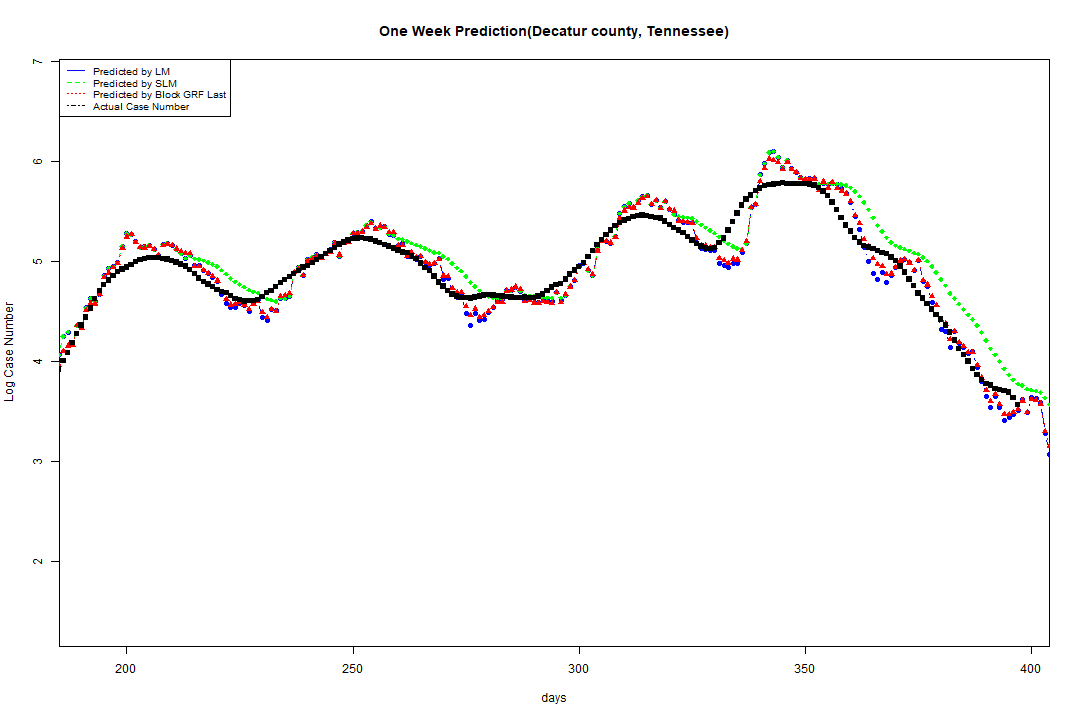 One Week Prediction(Decatur county, Tennessee)
Predicted by LM
Predicted by SLM
Predicted by Block GRF Last
Actual Case Number
7
6
5
4
3
2
Log Case Number
200 250 300 350 400
days